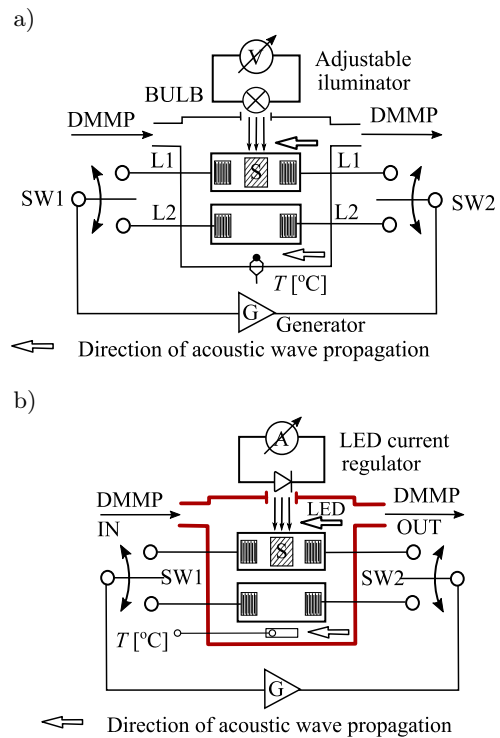 a)
V
Adjustable
iluminator
BULB
DMMP
DMMP
L1
S
L1
SW1
L2
L2
SW2
T [ºC]
G
Generator
Direction of acoustic wave propagation
b)
A
LED current
regulator
DMMP
IN
LED
DMMP
OUT
S
SW1
SW2
T [ºC]
G
Direction of acoustic wave propagation